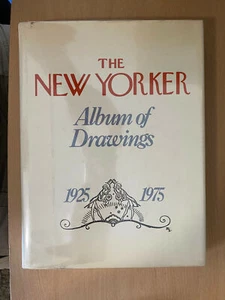 THE
NEW YORKER
Album of
Drawings
1925 1975